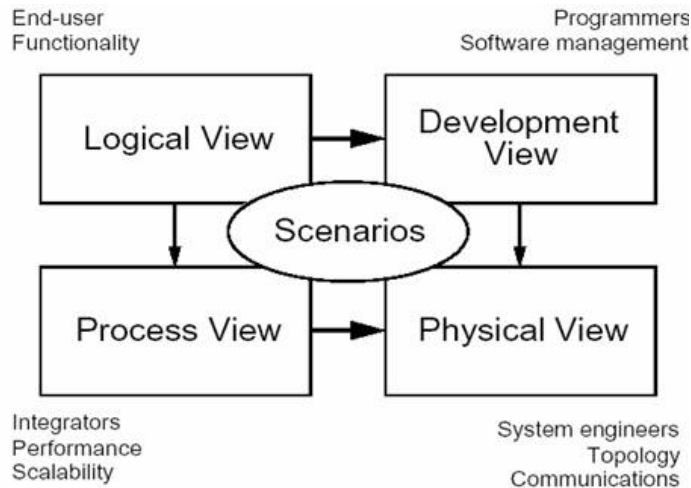 End-user
Functionality
Programmers
Software management
Logical View
Development
View
Scenarios
Process View
Physical View
Integrators
Performance
Scalability
System engineers
Topology
Communications